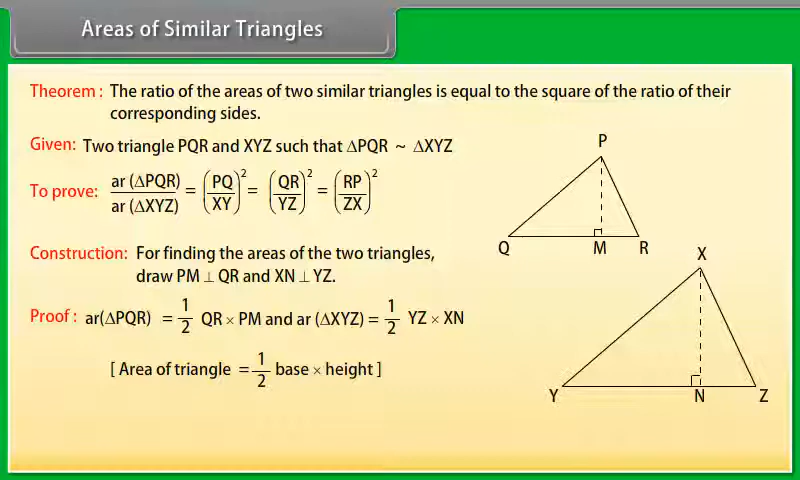 Areas of Similar Triangles
Theorem : The ratio of the areas of two similar triangles is equal to the square of the ratio of their
corresponding sides.
Given: Two triangle PQR and XYZ such that ΔPQR ~ ΔXYZ
To prove: ar (ΔPQR) / ar (ΔXYZ) = (PQ/XY)² = (QR/YZ)² = (RP/ZX)²
Construction: For finding the areas of the two triangles,
draw PM ⊥ QR and XN ⊥ YZ.
Proof : ar(ΔPQR) = 1/2 QR × PM and ar (ΔXYZ) = 1/2 YZ × XN
[ Area of triangle = 1/2 base × height ]
P
Q M R
X
Y N Z